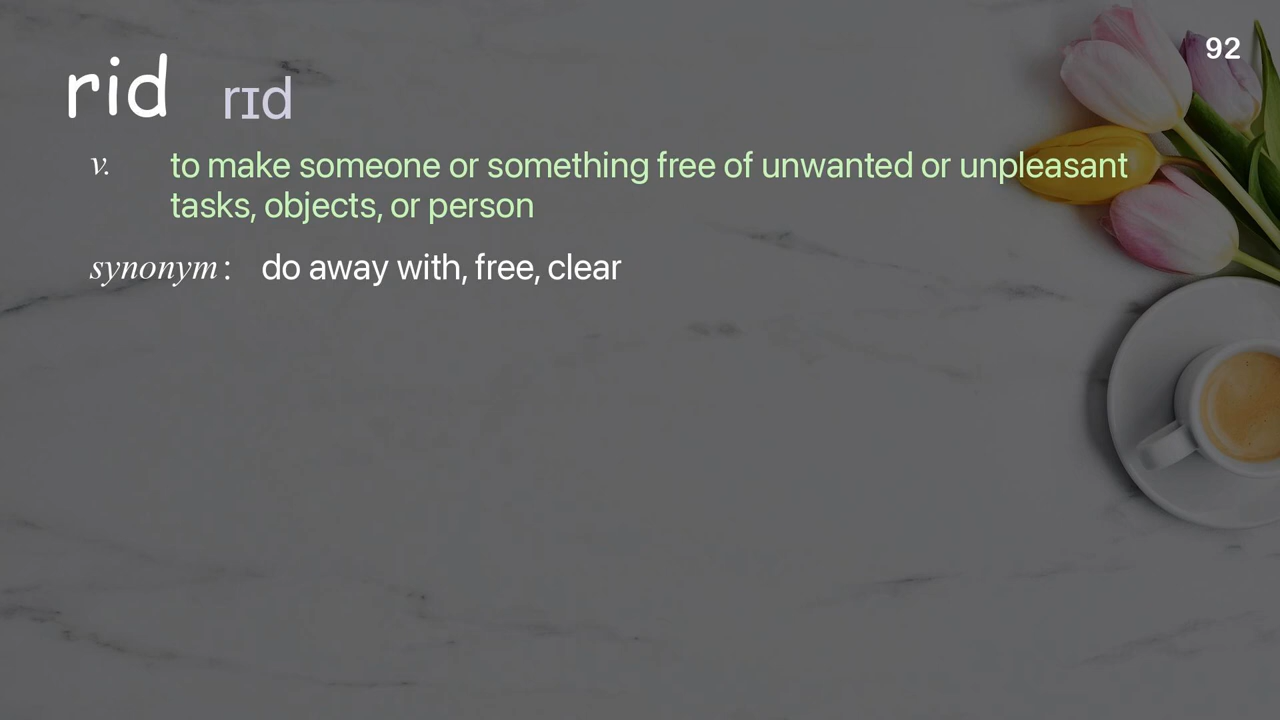 92
rid rɪd
v. to make someone or something free of unwanted or unpleasant
tasks, objects, or person
synonym: do away with, free, clear